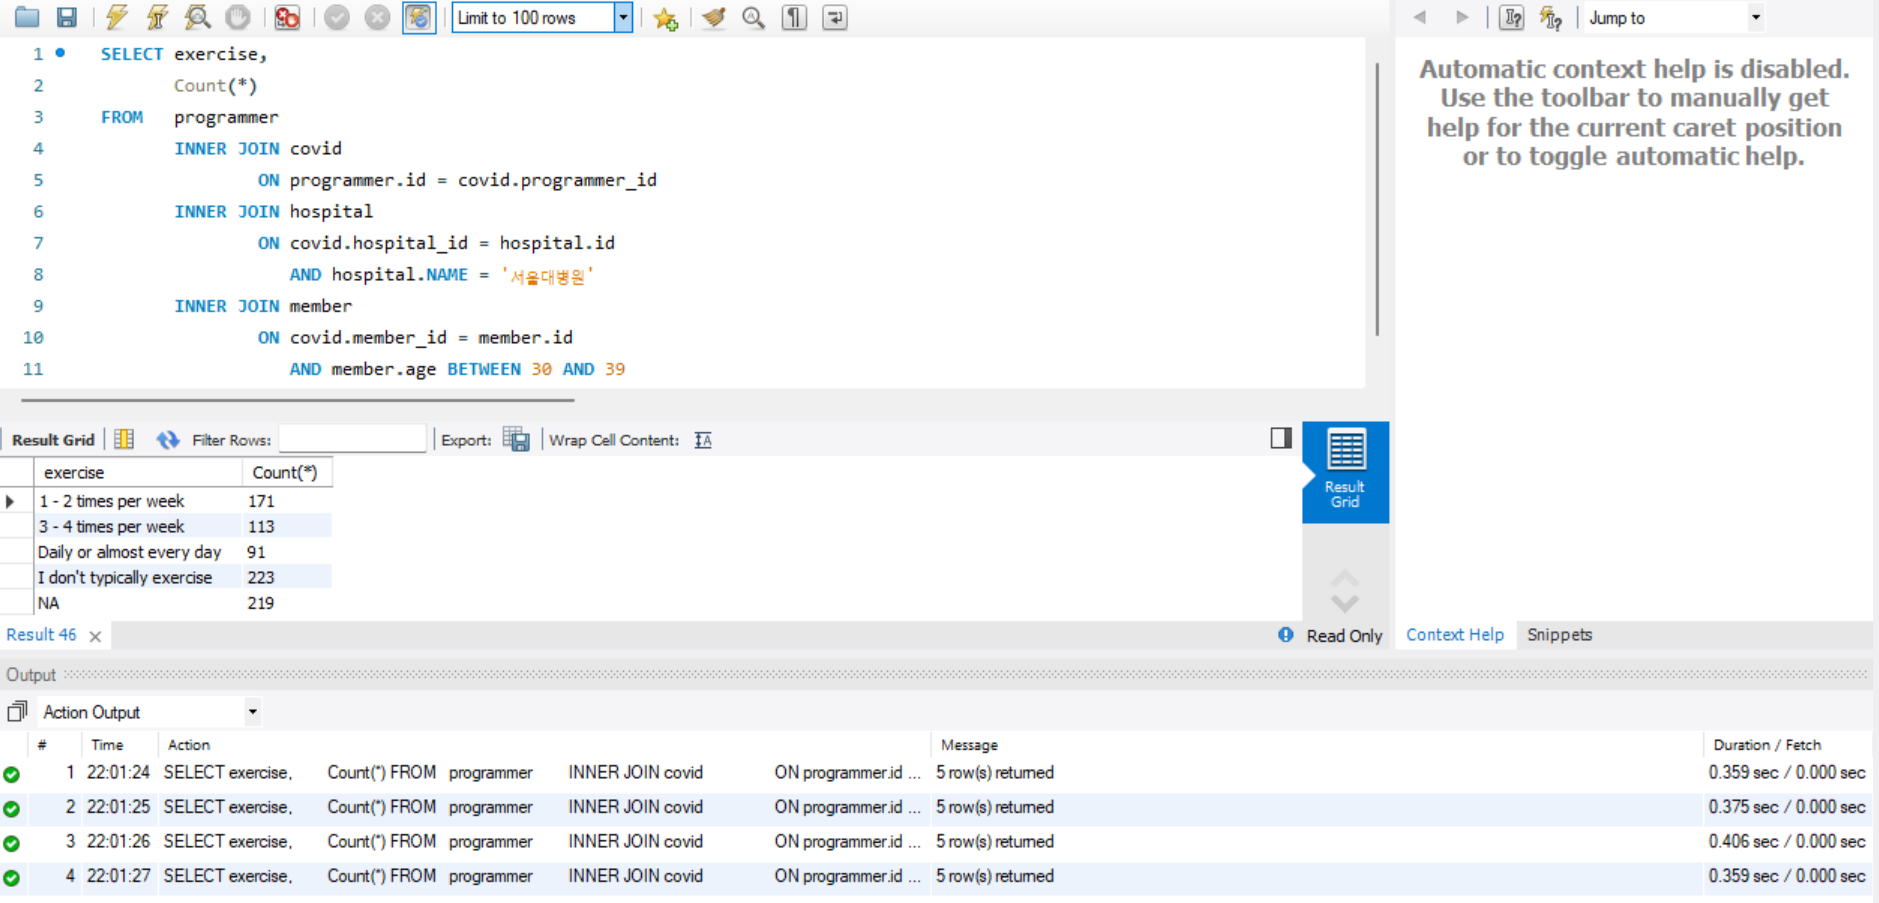 Limit to 100 rows
Jump to
1 SELECT exercise,
2 Count(*)
3 FROM programmer
4 INNER JOIN covid
5 ON programmer.id = covid.programmer_id
6 INNER JOIN hospital
7 ON covid.hospital_id = hospital.id
8 AND hospital.NAME = '서울대병원'
9 INNER JOIN member
10 ON covid.member_id = member.id
11 AND member.age BETWEEN 30 AND 39
Automatic context help is disabled.
Use the toolbar to manually get
help for the current caret position
or to toggle automatic help.
Result Grid Filter Rows: Export: Wrap Cell Content:
exercise Count(*)
1 - 2 times per week 171
3 - 4 times per week 113
Daily or almost every day 91
I don't typically exercise 223
NA 219
Result
Grid
Result 46 Read Only
Context Help Snippets
Output
Action Output
# Time Action Message Duration / Fetch
1 22:01:24 SELECT exercise, Count(*) FROM programmer INNER JOIN covid ON programmer.id ... 5 row(s) returned 0.359 sec / 0.000 sec
2 22:01:25 SELECT exercise, Count(*) FROM programmer INNER JOIN covid ON programmer.id ... 5 row(s) returned 0.375 sec / 0.000 sec
3 22:01:26 SELECT exercise, Count(*) FROM programmer INNER JOIN covid ON programmer.id ... 5 row(s) returned 0.406 sec / 0.000 sec
4 22:01:27 SELECT exercise, Count(*) FROM programmer INNER JOIN covid ON programmer.id ... 5 row(s) returned 0.359 sec / 0.000 sec